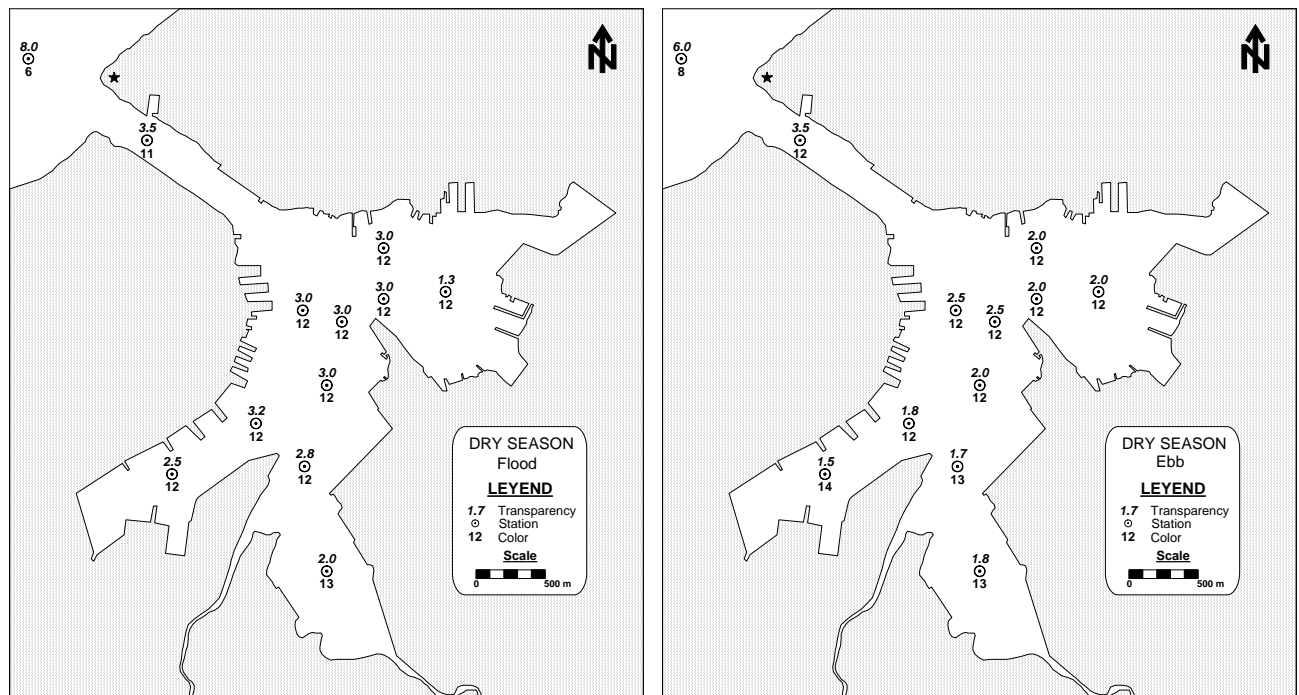 8.0
6
N
3.5
11
3.0
12
1.3
12
3.0
12
3.0
12
3.0
12
3.0
12
3.2
12
2.8
12
2.5
12
2.0
13
DRY SEASON
Flood
LEYEND
1.7 Transparency
Station
12 Color
Scale
0 500 m
6.0
8
N
3.5
12
2.0
12
2.0
12
2.0
12
2.5
12
2.5
12
2.0
12
1.8
12
1.7
13
1.5
14
1.8
13
DRY SEASON
Ebb
LEYEND
1.7 Transparency
Station
12 Color
Scale
0 500 m